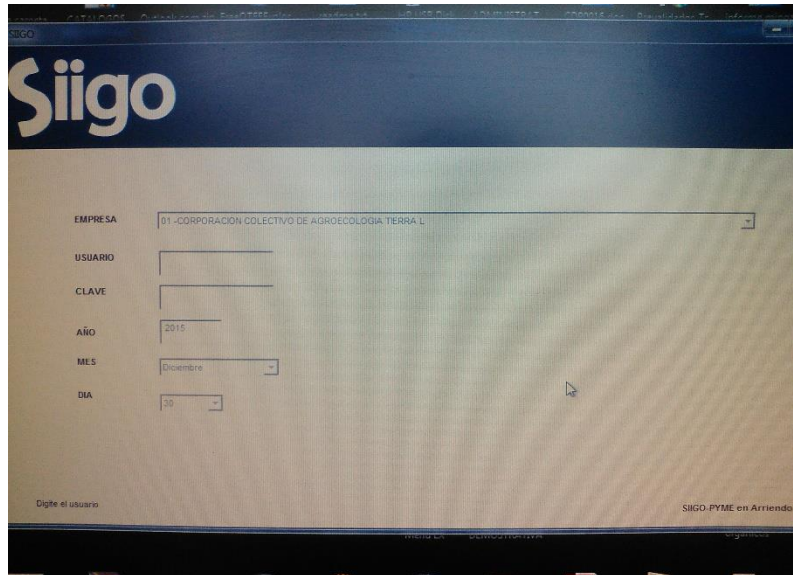 CATALOGOS
SIIGO
Siigo
EMPRESA 01 -CORPORACION COLECTIVO DE AGROECOLOGIA TIERRA L
USUARIO
CLAVE
AÑO 2015
MES Diciembre
DIA 30
Digite el usuario
SIIGO-PYME en Arriendo